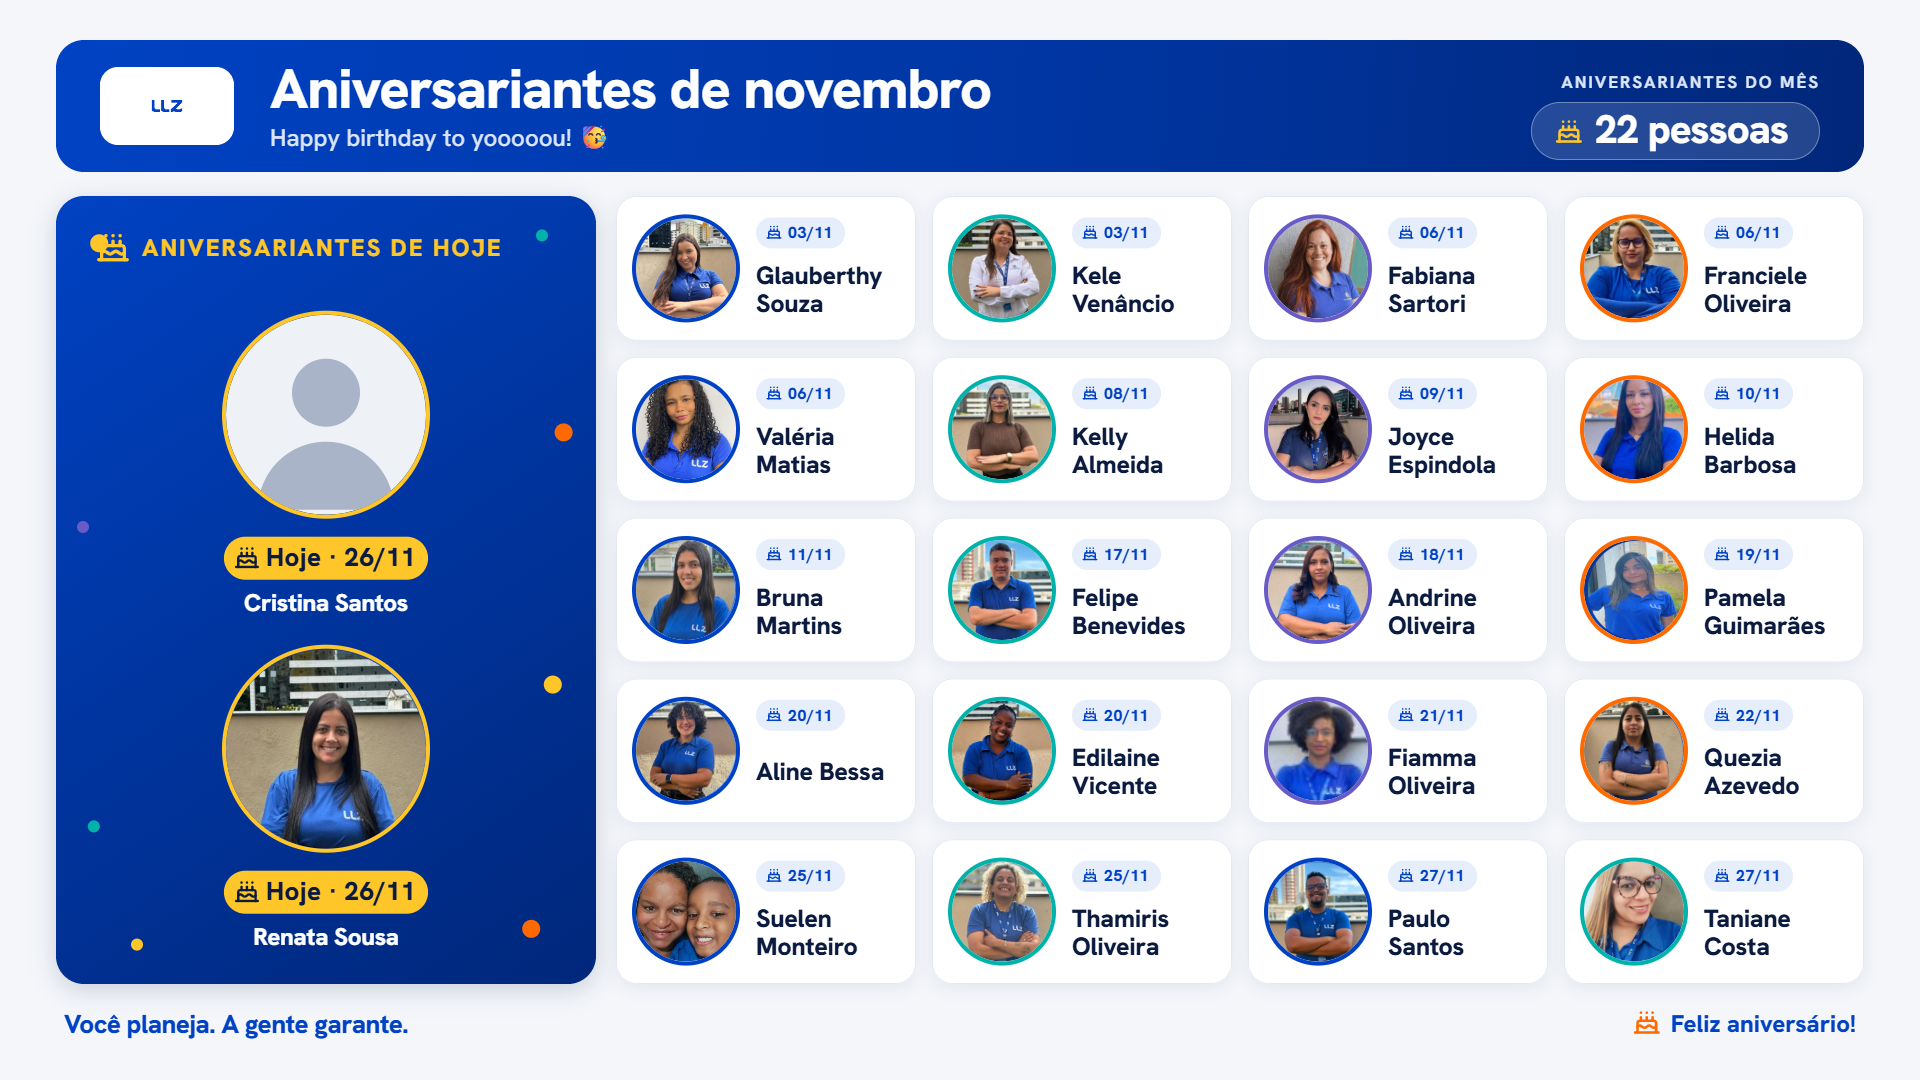 LLZ
Aniversariantes de novembro
Happy birthday to yooooou! 🥳
ANIVERSARIANTES DO MÊS
22 pessoas
ANIVERSARIANTES DE HOJE
Hoje · 26/11
Cristina Santos
Hoje · 26/11
Renata Sousa
03/11
Glauberthy
Souza
03/11
Kele
Venâncio
06/11
Fabiana
Sartori
06/11
Franciele
Oliveira
06/11
Valéria
Matias
08/11
Kelly
Almeida
09/11
Joyce
Espindola
10/11
Helida
Barbosa
11/11
Bruna
Martins
17/11
Felipe
Benevides
18/11
Andrine
Oliveira
19/11
Pamela
Guimarães
20/11
Aline Bessa
20/11
Edilaine
Vicente
21/11
Fiamma
Oliveira
22/11
Quezia
Azevedo
25/11
Suelen
Monteiro
25/11
Thamiris
Oliveira
27/11
Paulo
Santos
27/11
Taniane
Costa
Você planeja. A gente garante.
Feliz aniversário!